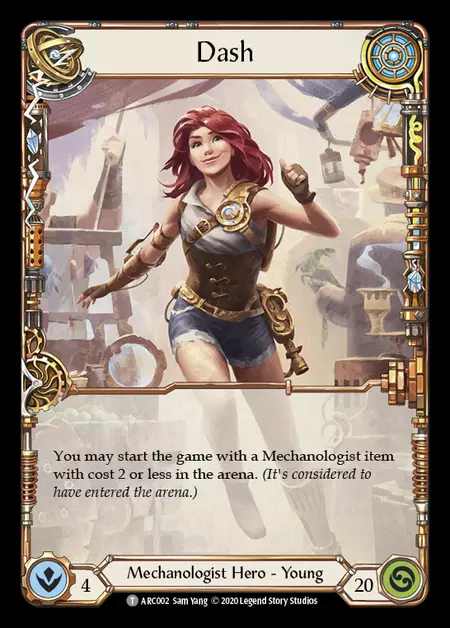 Dash
You may start the game with a Mechanologist item
with cost 2 or less in the arena. (It's considered to
have entered the arena.)
4
Mechanologist Hero - Young
20
T ARC002 Sam Yang © 2020 Legend Story Studios